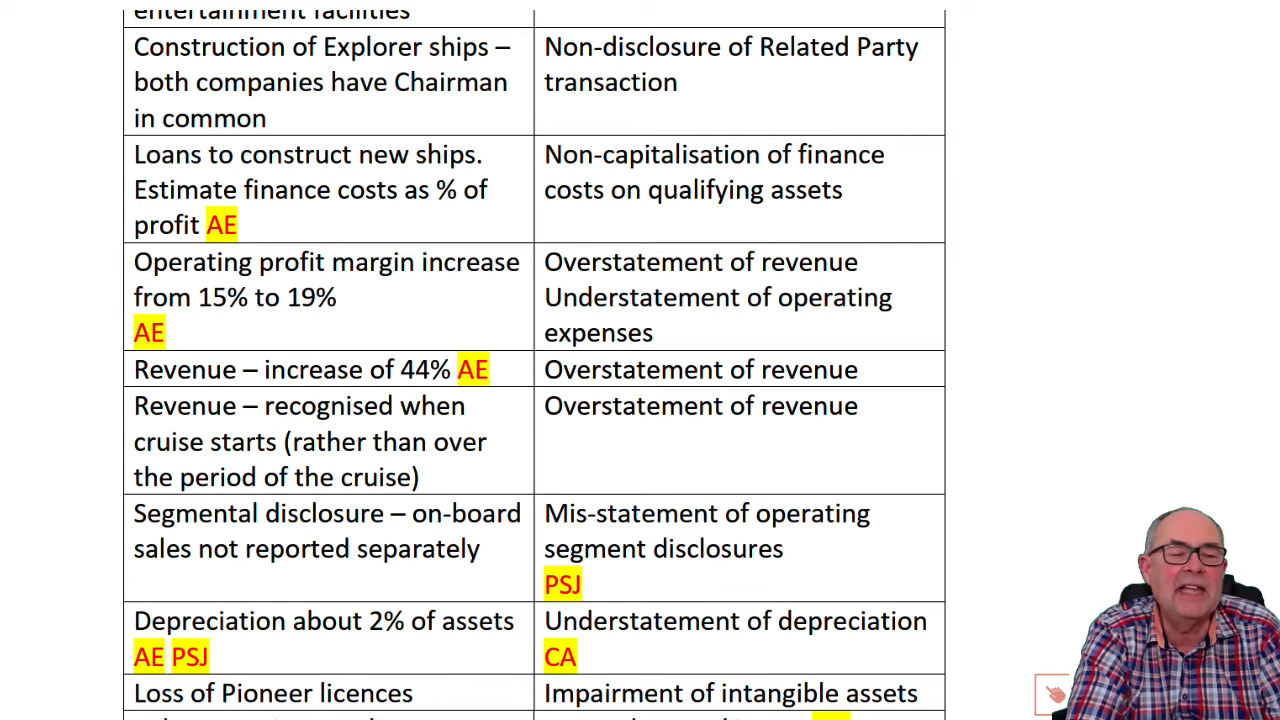 entertainment facilities
Construction of Explorer ships –
both companies have Chairman
in common
Non-disclosure of Related Party
transaction
Loans to construct new ships.
Estimate finance costs as % of
profit AE
Non-capitalisation of finance
costs on qualifying assets
Operating profit margin increase
from 15% to 19%
AE
Overstatement of revenue
Understatement of operating
expenses
Revenue – increase of 44% AE
Overstatement of revenue
Revenue – recognised when
cruise starts (rather than over
the period of the cruise)
Overstatement of revenue
Segmental disclosure – on-board
sales not reported separately
Mis-statement of operating
segment disclosures
PSJ
Depreciation about 2% of assets
AE PSJ
Understatement of depreciation
CA
Loss of Pioneer licences
Impairment of intangible assets